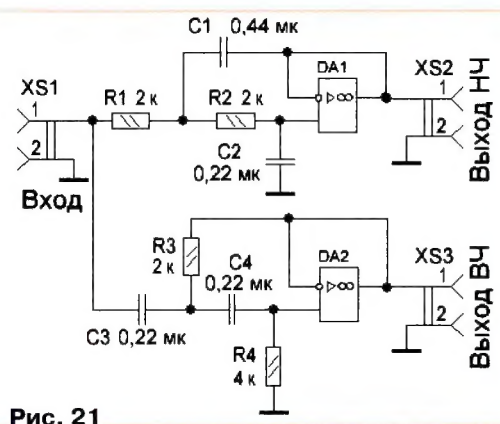 C1 0,44 мк
XS1
1
2
Вход
R1 2 к
R2 2 к
DA1
▷∞
C2
0,22 мк
XS2
1
2
Выход НЧ
R3
2 к
C4
0,22 мк
C3 0,22 мк
R4
4 к
DA2
▷∞
XS3
1
2
Выход ВЧ
Рис. 21